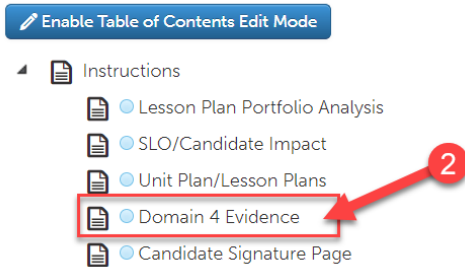 Enable Table of Contents Edit Mode
Instructions
Lesson Plan Portfolio Analysis
SLO/Candidate Impact
2
Unit Plan/Lesson Plans
Domain 4 Evidence
Candidate Signature Page